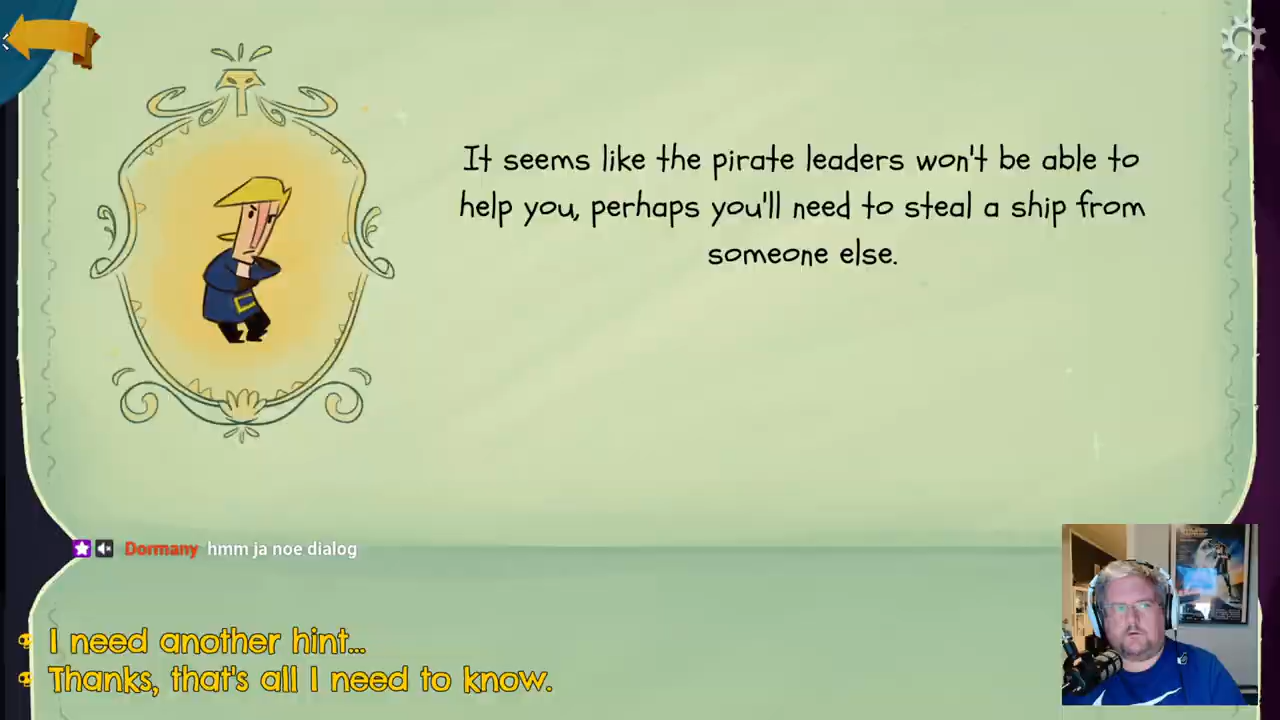 It seems like the pirate leaders won't be able to
help you, perhaps you'll need to steal a ship from
someone else.
Dormany hmm ja noe dialog
I need another hint...
Thanks, that's all I need to know.